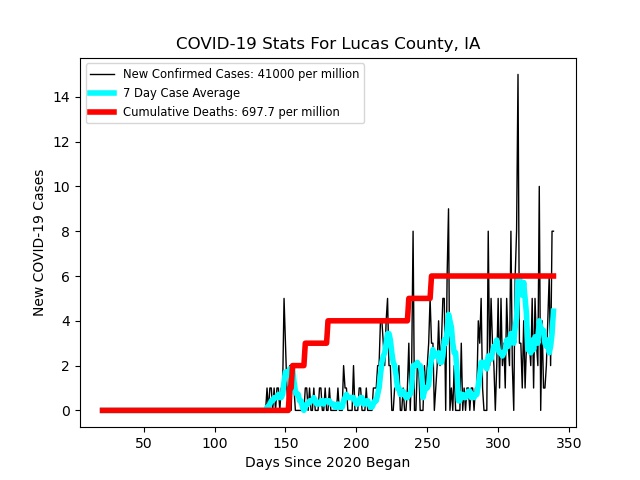 COVID-19 Stats For Lucas County, IA
New Confirmed Cases: 41000 per million
7 Day Case Average
Cumulative Deaths: 697.7 per million
New COVID-19 Cases
14
12
10
8
6
4
2
0
50 100 150 200 250 300 350
Days Since 2020 Began